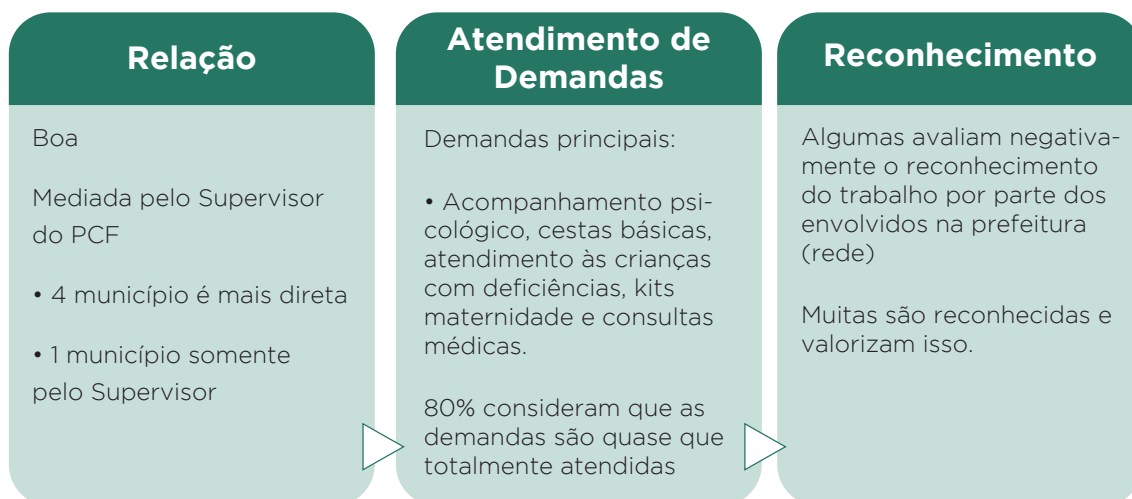 Relação
Boa
Mediada pelo Supervisor
do PCF
• 4 município é mais direta
• 1 município somente
pelo Supervisor
Atendimento de
Demandas
Demandas principais:
• Acompanhamento psi-
cológico, cestas básicas,
atendimento às crianças
com deficiências, kits
maternidade e consultas
médicas.
80% consideram que as
demandas são quase que
totalmente atendidas
Reconhecimento
Algumas avaliam negativa-
mente o reconhecimento
do trabalho por parte dos
envolvidos na prefeitura
(rede)
Muitas são reconhecidas e
valorizam isso.